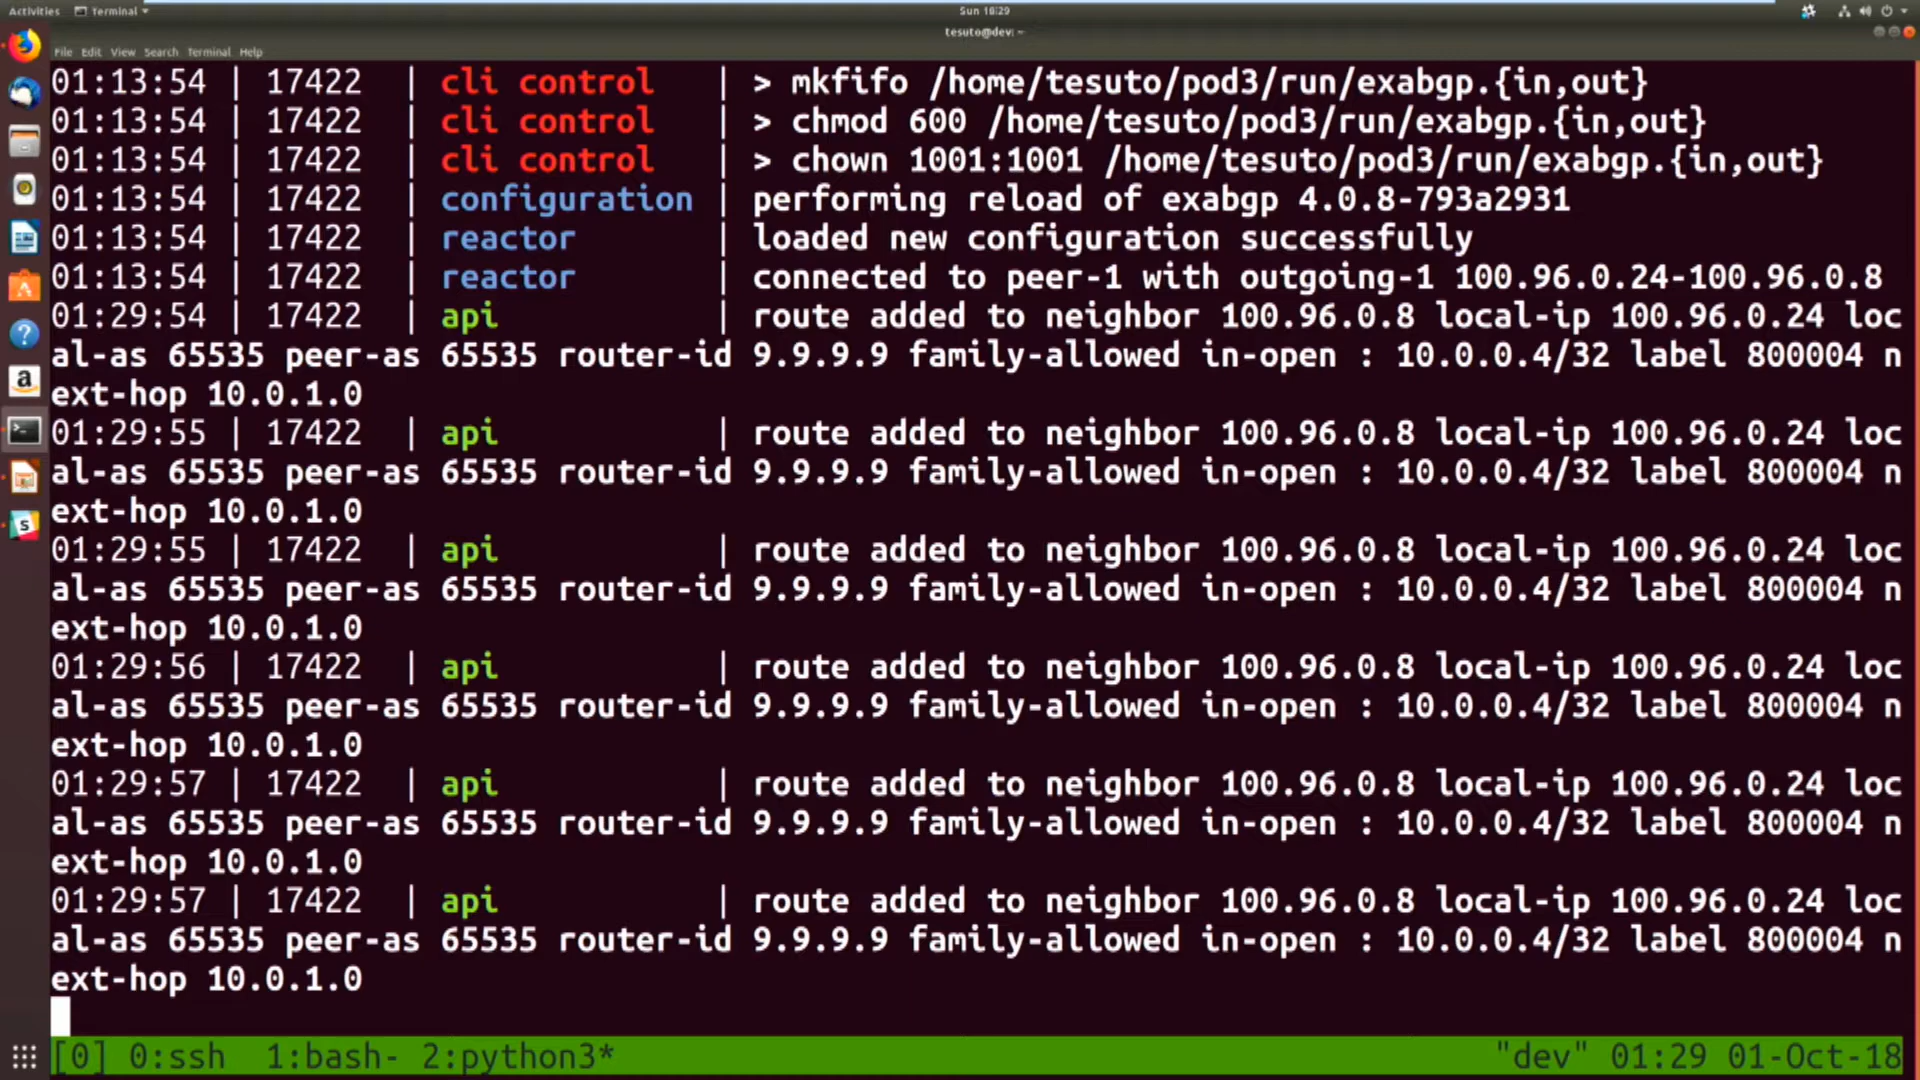 Activities Terminal Sun 18:29
tesuto@dev: ~
File Edit View Search Terminal Help
01:13:54 | 17422 | cli control | > mkfifo /home/tesuto/pod3/run/exabgp.{in,out}
01:13:54 | 17422 | cli control | > chmod 600 /home/tesuto/pod3/run/exabgp.{in,out}
01:13:54 | 17422 | cli control | > chown 1001:1001 /home/tesuto/pod3/run/exabgp.{in,out}
01:13:54 | 17422 | configuration | performing reload of exabgp 4.0.8-793a2931
01:13:54 | 17422 | reactor | loaded new configuration successfully
01:13:54 | 17422 | reactor | connected to peer-1 with outgoing-1 100.96.0.24-100.96.0.8
01:29:54 | 17422 | api | route added to neighbor 100.96.0.8 local-ip 100.96.0.24 loc
al-as 65535 peer-as 65535 router-id 9.9.9.9 family-allowed in-open : 10.0.0.4/32 label 800004 n
ext-hop 10.0.1.0
01:29:55 | 17422 | api | route added to neighbor 100.96.0.8 local-ip 100.96.0.24 loc
al-as 65535 peer-as 65535 router-id 9.9.9.9 family-allowed in-open : 10.0.0.4/32 label 800004 n
ext-hop 10.0.1.0
01:29:55 | 17422 | api | route added to neighbor 100.96.0.8 local-ip 100.96.0.24 loc
al-as 65535 peer-as 65535 router-id 9.9.9.9 family-allowed in-open : 10.0.0.4/32 label 800004 n
ext-hop 10.0.1.0
01:29:56 | 17422 | api | route added to neighbor 100.96.0.8 local-ip 100.96.0.24 loc
al-as 65535 peer-as 65535 router-id 9.9.9.9 family-allowed in-open : 10.0.0.4/32 label 800004 n
ext-hop 10.0.1.0
01:29:57 | 17422 | api | route added to neighbor 100.96.0.8 local-ip 100.96.0.24 loc
al-as 65535 peer-as 65535 router-id 9.9.9.9 family-allowed in-open : 10.0.0.4/32 label 800004 n
ext-hop 10.0.1.0
01:29:57 | 17422 | api | route added to neighbor 100.96.0.8 local-ip 100.96.0.24 loc
al-as 65535 peer-as 65535 router-id 9.9.9.9 family-allowed in-open : 10.0.0.4/32 label 800004 n
ext-hop 10.0.1.0
[0] 0:ssh 1:bash- 2:python3* "dev" 01:29 01-Oct-18